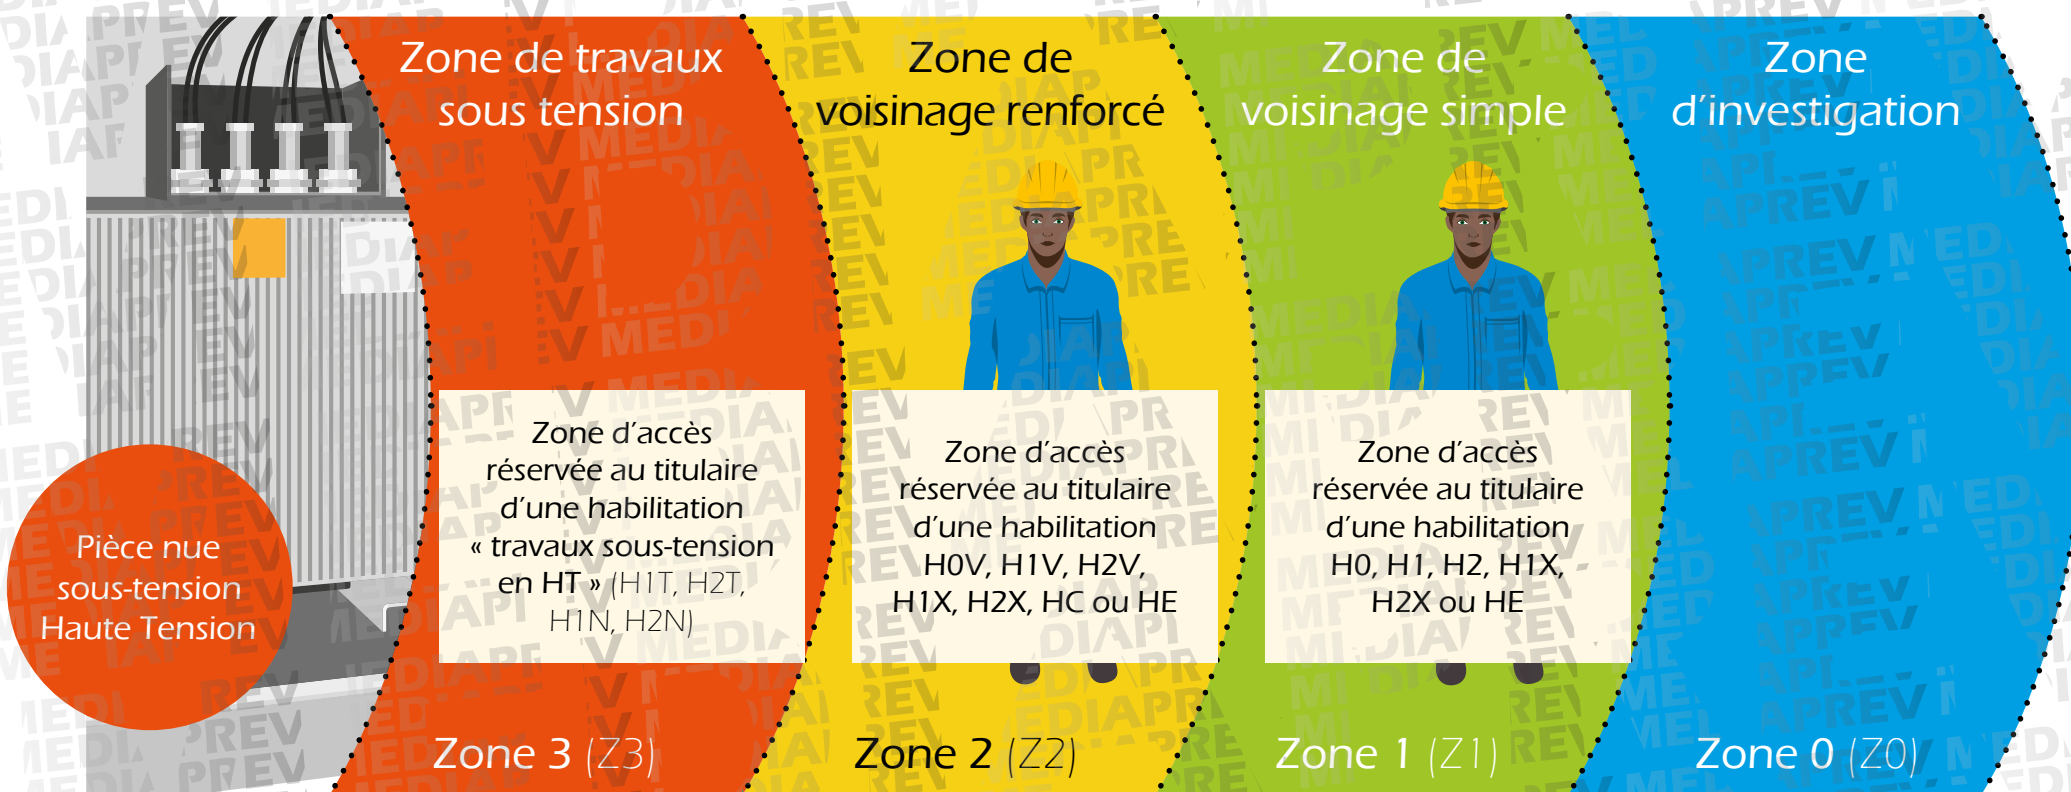 Zone de travaux
sous tension
Zone de
voisinage renforcé
Zone de
voisinage simple
Zone
d'investigation
Pièce nue
sous-tension
Haute Tension
Zone d'accès
réservée au titulaire
d'une habilitation
« travaux sous-tension
en HT » (H1T, H2T,
H1N, H2N)
Zone d'accès
réservée au titulaire
d'une habilitation
H0V, H1V, H2V,
H1X, H2X, HC ou HE
Zone d'accès
réservée au titulaire
d'une habilitation
H0, H1, H2, H1X,
H2X ou HE
Zone 3 (Z3)
Zone 2 (Z2)
Zone 1 (Z1)
Zone 0 (Z0)